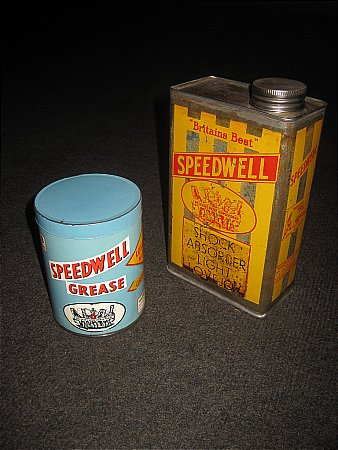 "Britains Best"
SPEEDWELL
SHOCK
ABSORBER
LIGHT
SPEEDWELL
GREASE